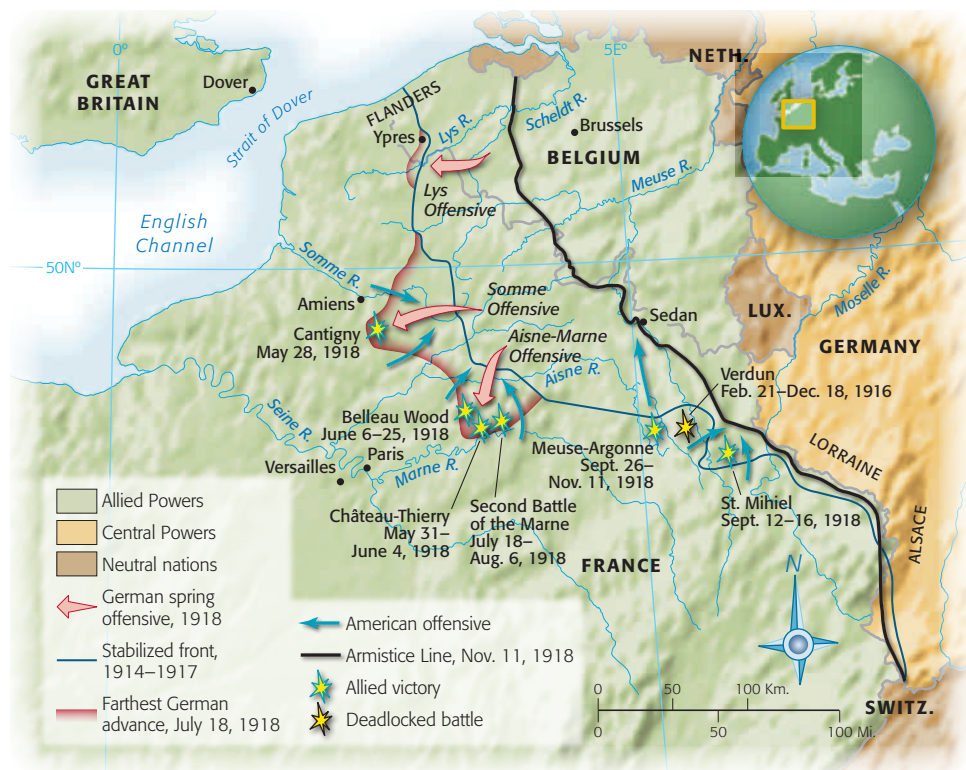 0°
5E°
NETH.
GREAT
BRITAIN
Dover
Strait of Dover
FLANDERS
Ypres
Lys R.
Scheldt R.
Brussels
BELGIUM
Meuse R.
Lys
Offensive
English
Channel
50N°
Somme R.
Amiens
Somme
Offensive
Cantigny
May 28, 1918
Aisne-Marne
Offensive
Aisne R.
Sedan
LUX.
Moselle R.
GERMANY
Verdun
Feb. 21–Dec. 18, 1916
Seine R.
Belleau Wood
June 6–25, 1918
Paris
Versailles
Marne R.
Meuse-Argonne
Sept. 26–
Nov. 11, 1918
LORRAINE
Château-Thierry
May 31–
June 4, 1918
Second Battle
of the Marne
July 18–
Aug. 6, 1918
St. Mihiel
Sept. 12–16, 1918
ALSACE
FRANCE
N
SWITZ.
Allied Powers
Central Powers
Neutral nations
German spring
offensive, 1918
Stabilized front,
1914–1917
Farthest German
advance, July 18, 1918
American offensive
Armistice Line, Nov. 11, 1918
Allied victory
Deadlocked battle
0 50 100 Km.
0 50 100 Mi.